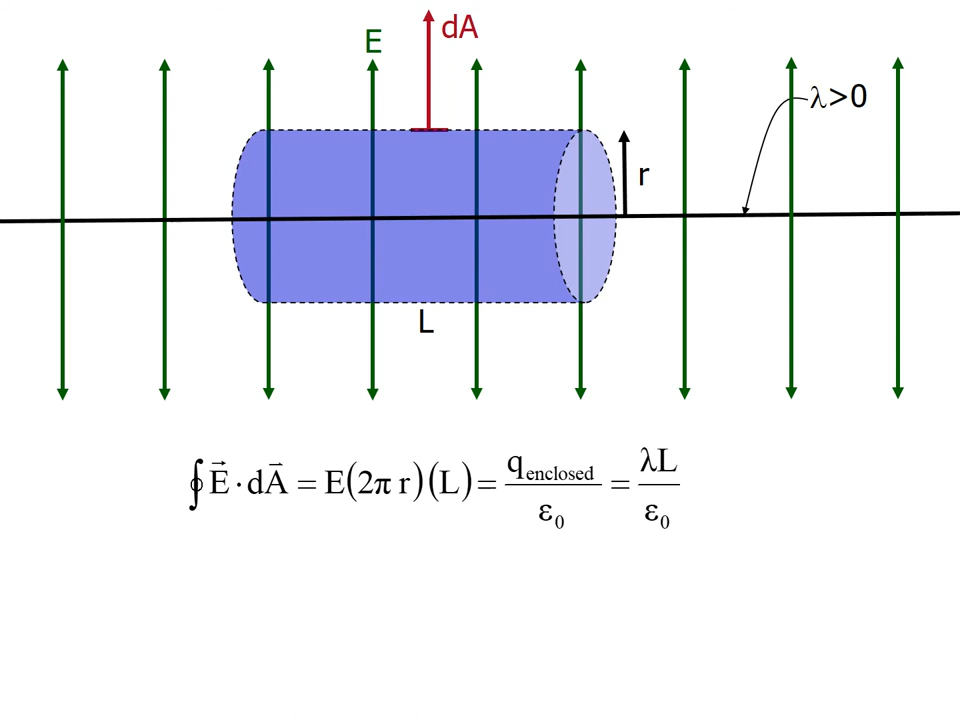 dA
E
λ>0
r
L
∮E⃗·dA⃗ = E(2π r)(L) = q_enclosed/ε₀ = λL/ε₀